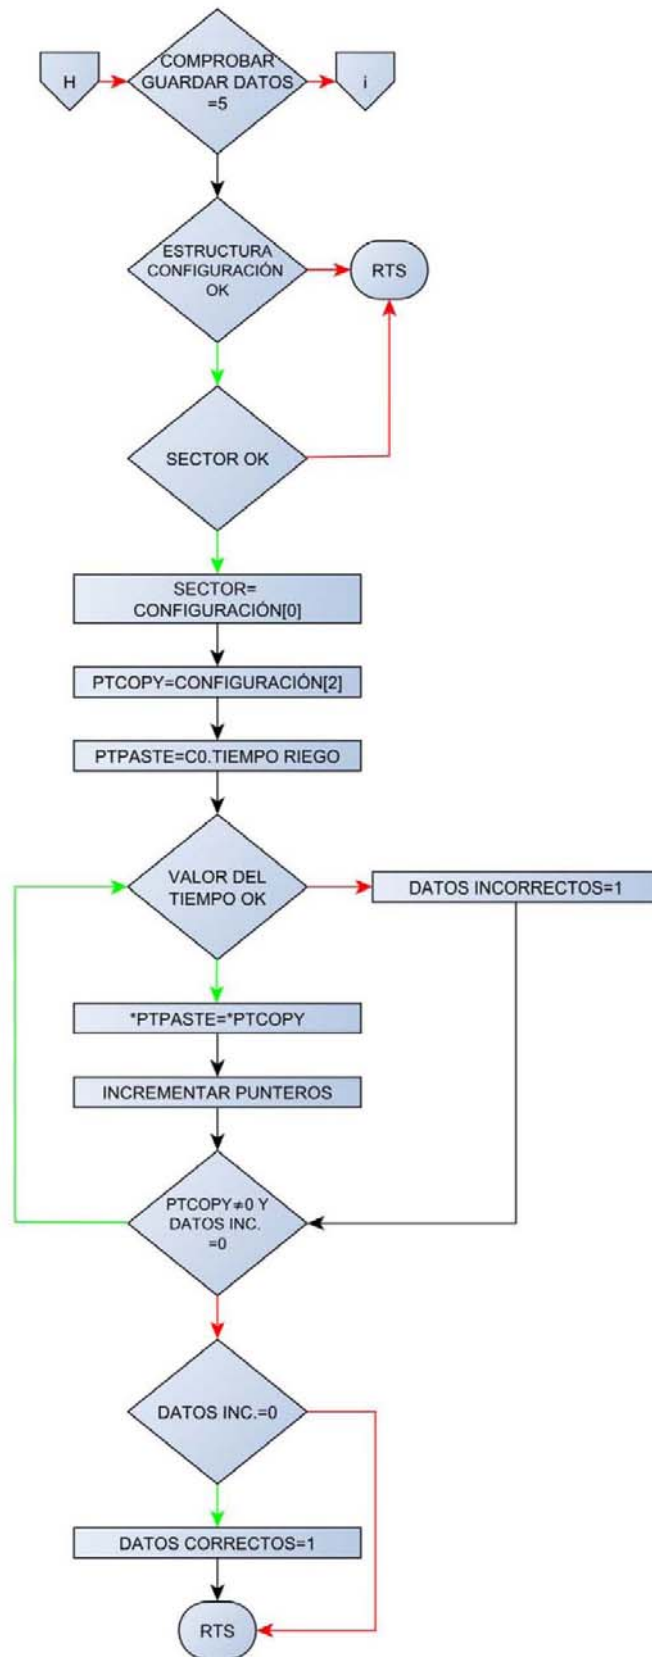 H
COMPROBAR
GUARDAR DATOS
=5
i
ESTRUCTURA
CONFIGURACIÓN
OK
RTS
SECTOR OK
SECTOR=
CONFIGURACIÓN[0]
PTCOPY=CONFIGURACIÓN[2]
PTPASTE=C0.TIEMPO RIEGO
VALOR DEL
TIEMPO OK
DATOS INCORRECTOS=1
*PTPASTE=*PTCOPY
INCREMENTAR PUNTEROS
PTCOPY≠0 Y
DATOS INC.
=0
DATOS INC.=0
DATOS CORRECTOS=1
RTS